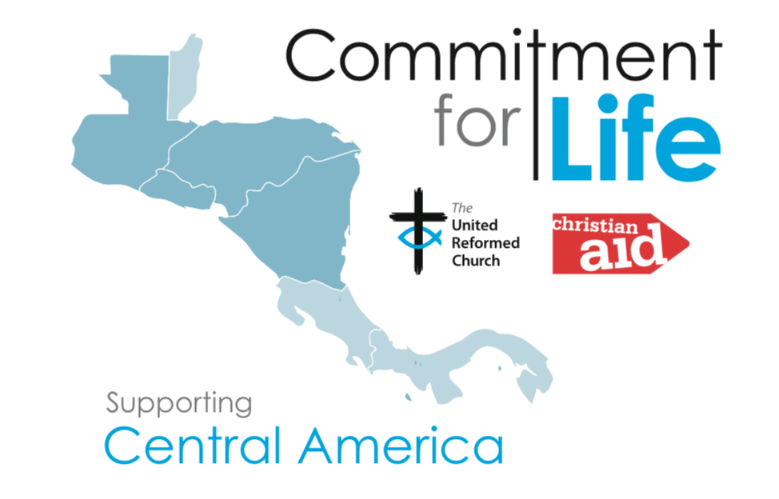 Commitment
for Life
The
United
Reformed
Church
christian
aid
Supporting
Central America